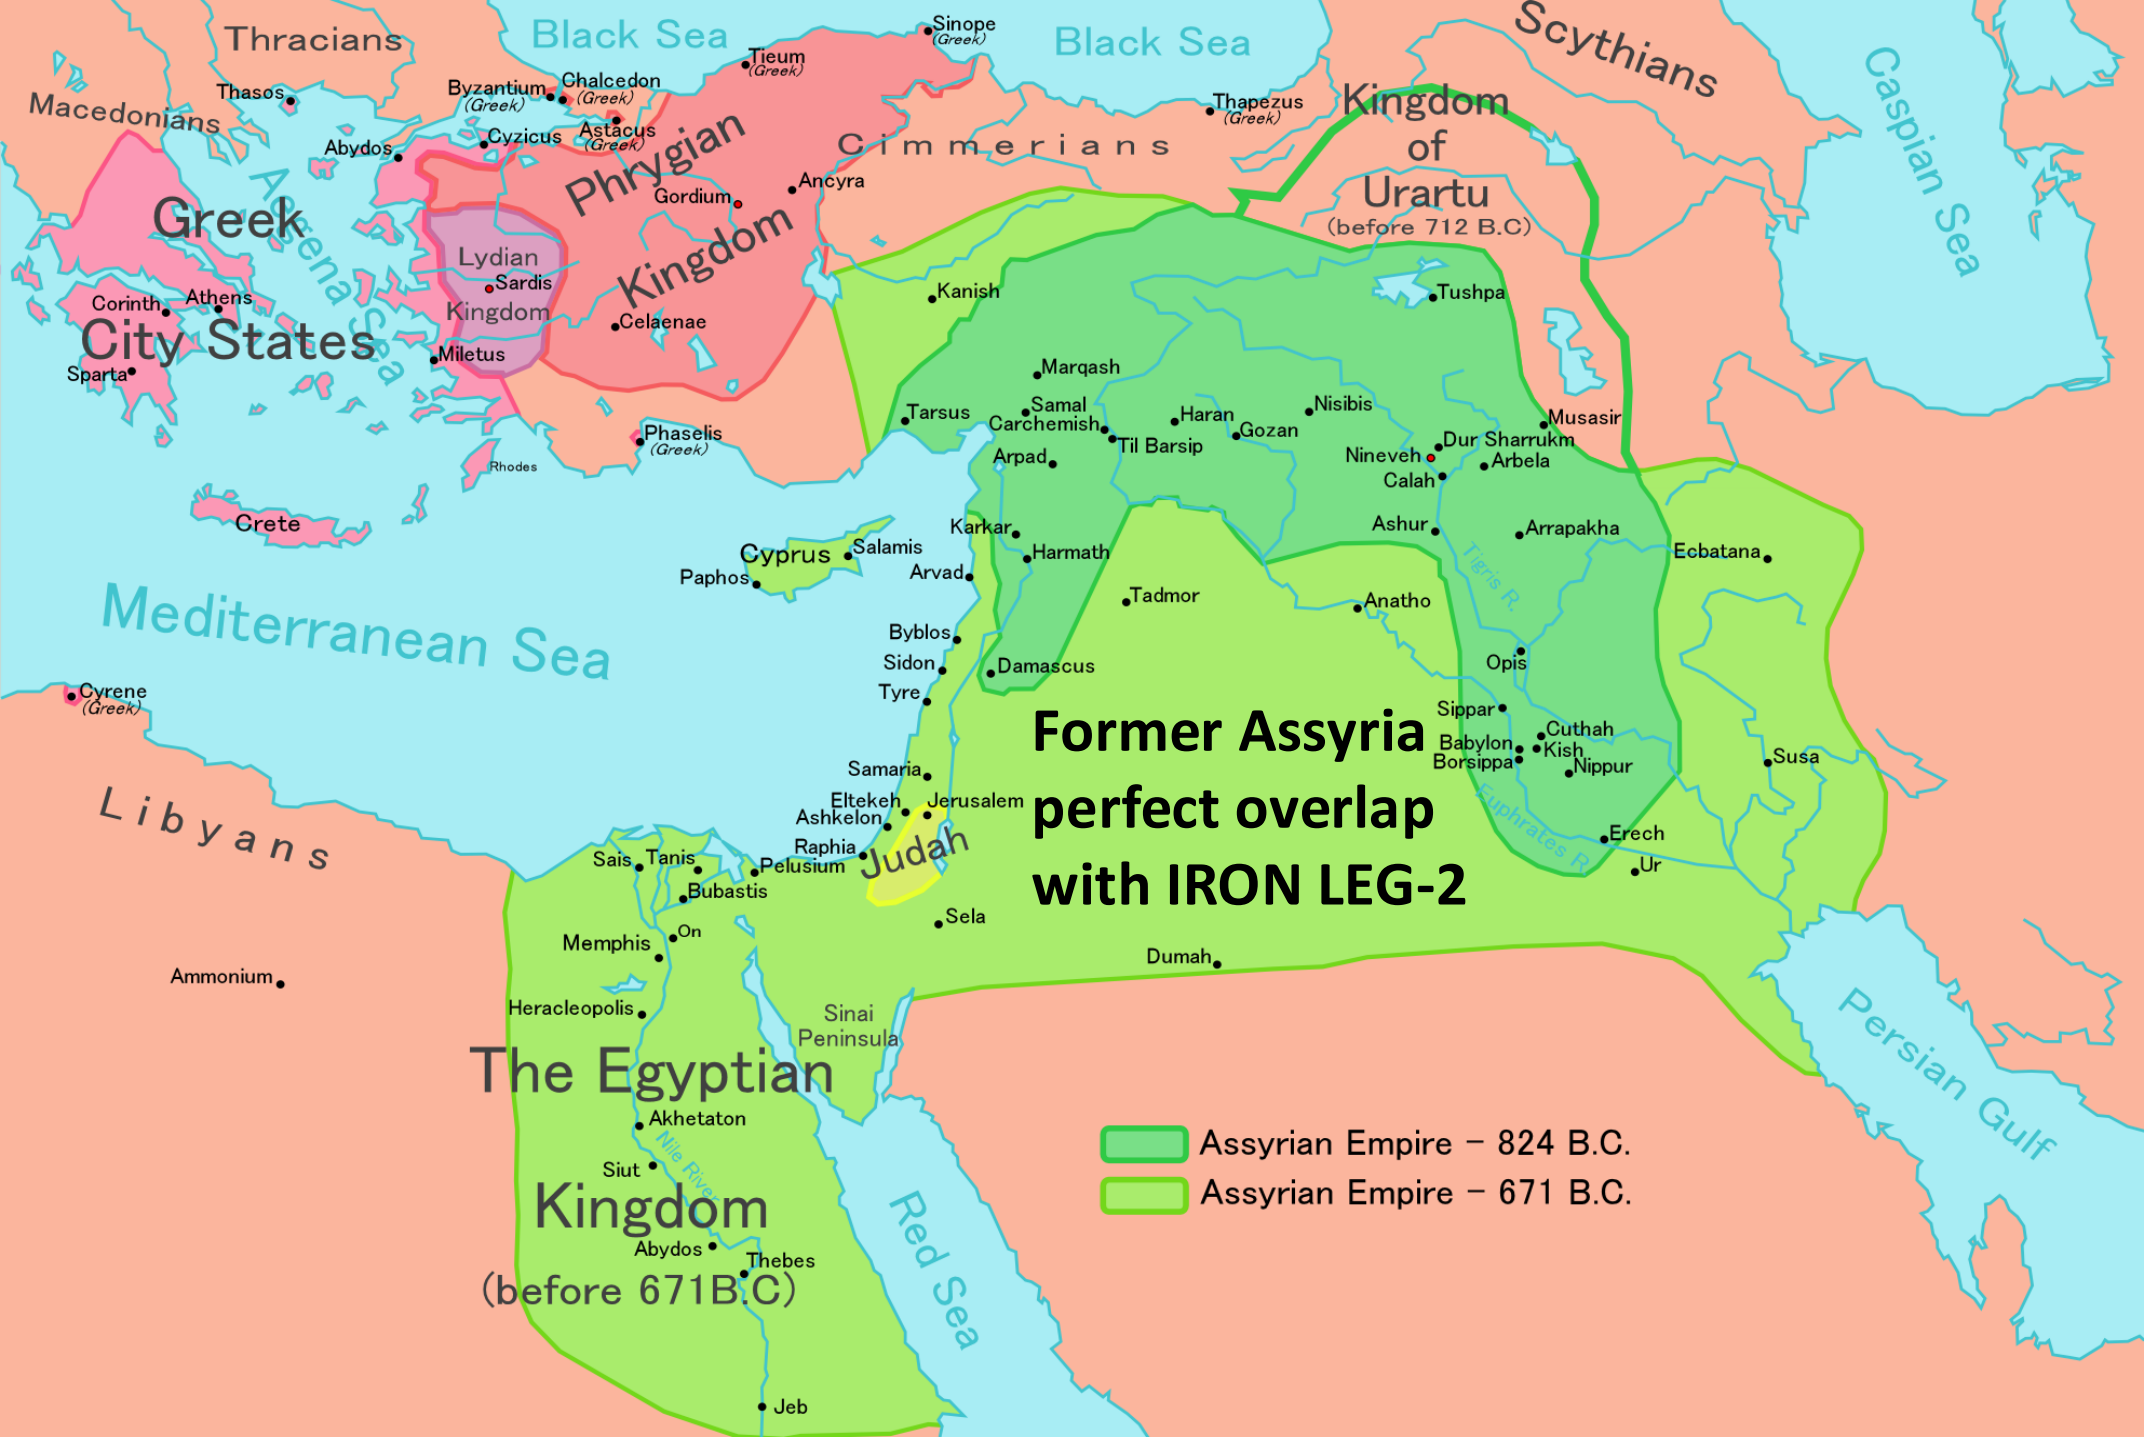 Thracians
Black Sea
Sinope
(Greek)
Black Sea
Scythians
Caspian Sea
Tieum
(Greek)
Byzantium
(Greek)
Chalcedon
(Greek)
Thasos
Macedonians
Astacus
(Greek)
Cyzicus
Abydos
Thapezus
(Greek)
Cimmerians
Kingdom
of
Urartu
(before 712 B.C)
Phrygian
Kingdom
Ancyra
Gordium
Aegena Sea
Greek
City States
Lydian
Kingdom
Sardis
Celaenae
Corinth
Athens
Sparta
Miletus
Kanish
Tushpa
Marqash
Samal
Carchemish
Tarsus
Haran
Gozan
Nisibis
Til Barsip
Musasir
Dur Sharrukm
Nineveh
Arbela
Calah
Arpad
Phaselis
(Greek)
Rhodes
Crete
Karkar
Ashur
Arrapakha
Cyprus
Salamis
Paphos
Harmath
Arvad
Ecbatana
Tigris R.
Tadmor
Anatho
Mediterranean Sea
Byblos
Sidon
Tyre
Damascus
Opis
Cyrene
(Greek)
Sippar
Former Assyria
perfect overlap
with IRON LEG-2
Babylon
Borsippa
Cuthah
Kish
Nippur
Susa
Samaria
Eltekeh
Jerusalem
Ashkelon
Raphia
Judah
Euphrates R.
Erech
Ur
Libyans
Sais
Tanis
Pelusium
Bubastis
On
Memphis
Sela
Dumah
Ammonium
Heracleopolis
Sinai
Peninsula
Persian Gulf
The Egyptian
Kingdom
(before 671B.C)
Akhetaton
Siut
Nile River
Abydos
Thebes
Red Sea
Jeb
Assyrian Empire – 824 B.C.
Assyrian Empire – 671 B.C.